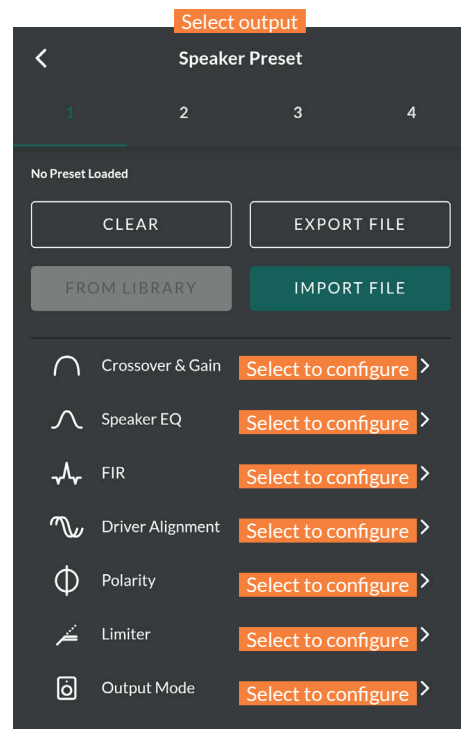 Select output
Speaker Preset
1 2 3 4
No Preset Loaded
CLEAR EXPORT FILE
FROM LIBRARY IMPORT FILE
Crossover & Gain Select to configure
Speaker EQ Select to configure
FIR Select to configure
Driver Alignment Select to configure
Polarity Select to configure
Limiter Select to configure
Output Mode Select to configure